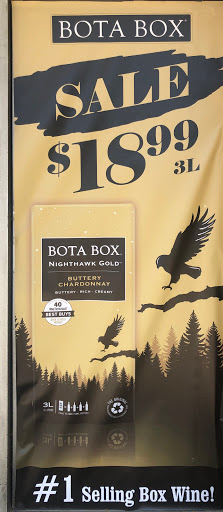 BOTA BOX
SALE
$18.99
3L
BOTA BOX
NIGHTHAWK GOLD
BUTTERY
CHARDONNAY
BUTTERY · RICH · CREAMY
40
BEST BUYS
3L
#1 Selling Box Wine!